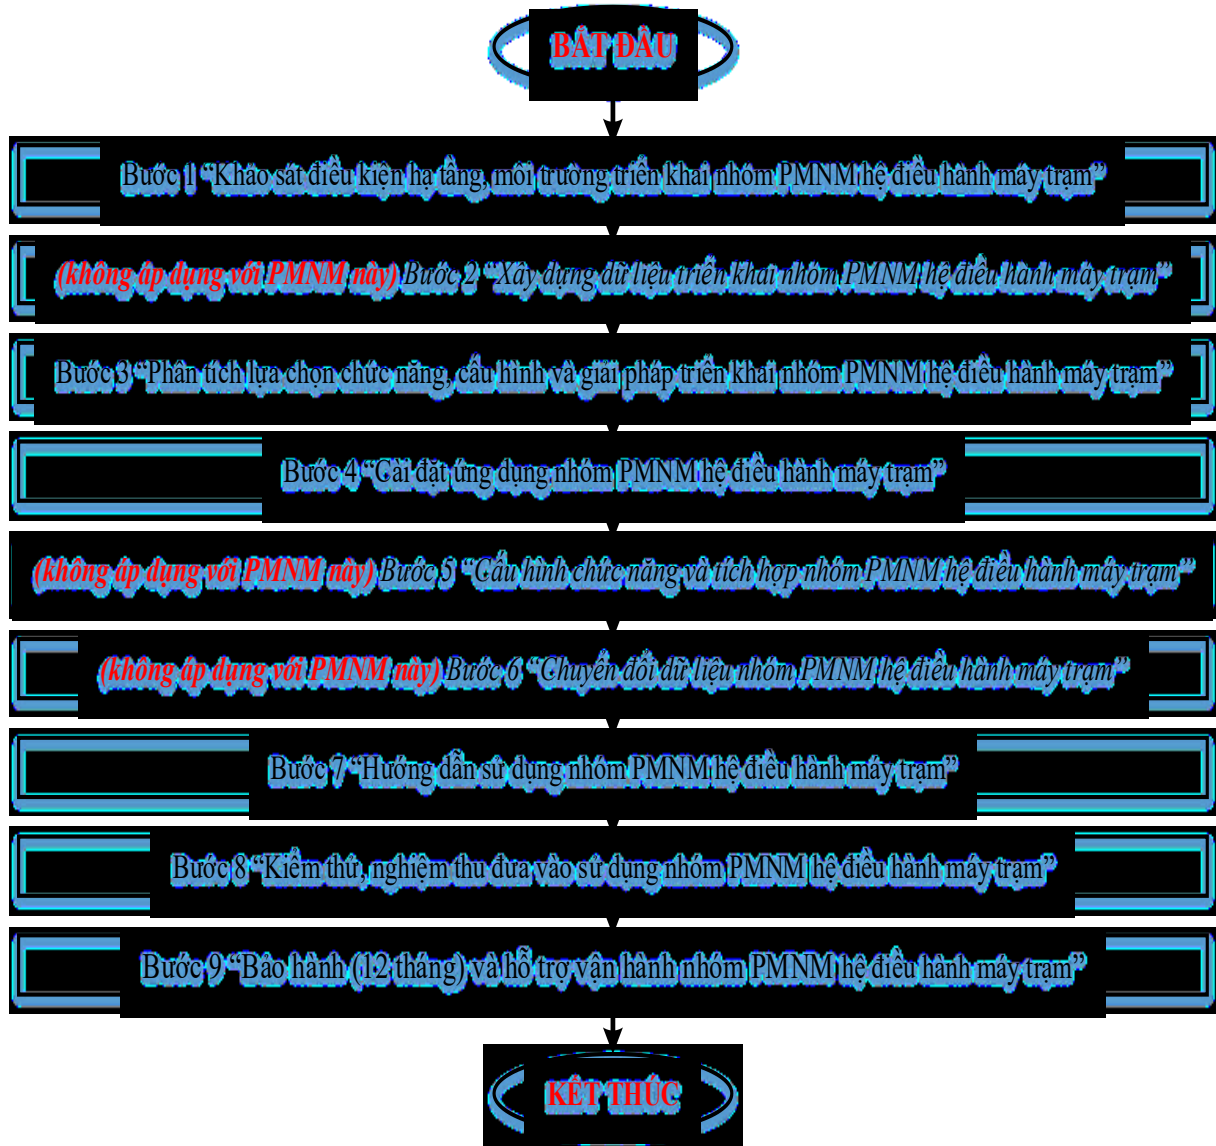 BẮT ĐẦU
Bước 1 “Khảo sát điều kiện hạ tầng, môi trường triển khai nhóm PMNM hệ điều hành máy trạm”
(không áp dụng với PMNM này) Bước 2 “Xây dựng dữ liệu triển khai nhóm PMNM hệ điều hành máy trạm”
Bước 3 “Phân tích lựa chọn chức năng, cấu hình và giải pháp triển khai nhóm PMNM hệ điều hành máy trạm”
Bước 4 “Cài đặt ứng dụng nhóm PMNM hệ điều hành máy trạm”
(không áp dụng với PMNM này) Bước 5 “Cấu hình chức năng và tích hợp nhóm PMNM hệ điều hành máy trạm”
(không áp dụng với PMNM này) Bước 6 “Chuyển đổi dữ liệu nhóm PMNM hệ điều hành máy trạm”
Bước 7 “Hướng dẫn sử dụng nhóm PMNM hệ điều hành máy trạm”
Bước 8 “Kiểm thử, nghiệm thu đưa vào sử dụng nhóm PMNM hệ điều hành máy trạm”
Bước 9 “Bảo hành (12 tháng) và hỗ trợ vận hành nhóm PMNM hệ điều hành máy trạm”
KẾT THÚC